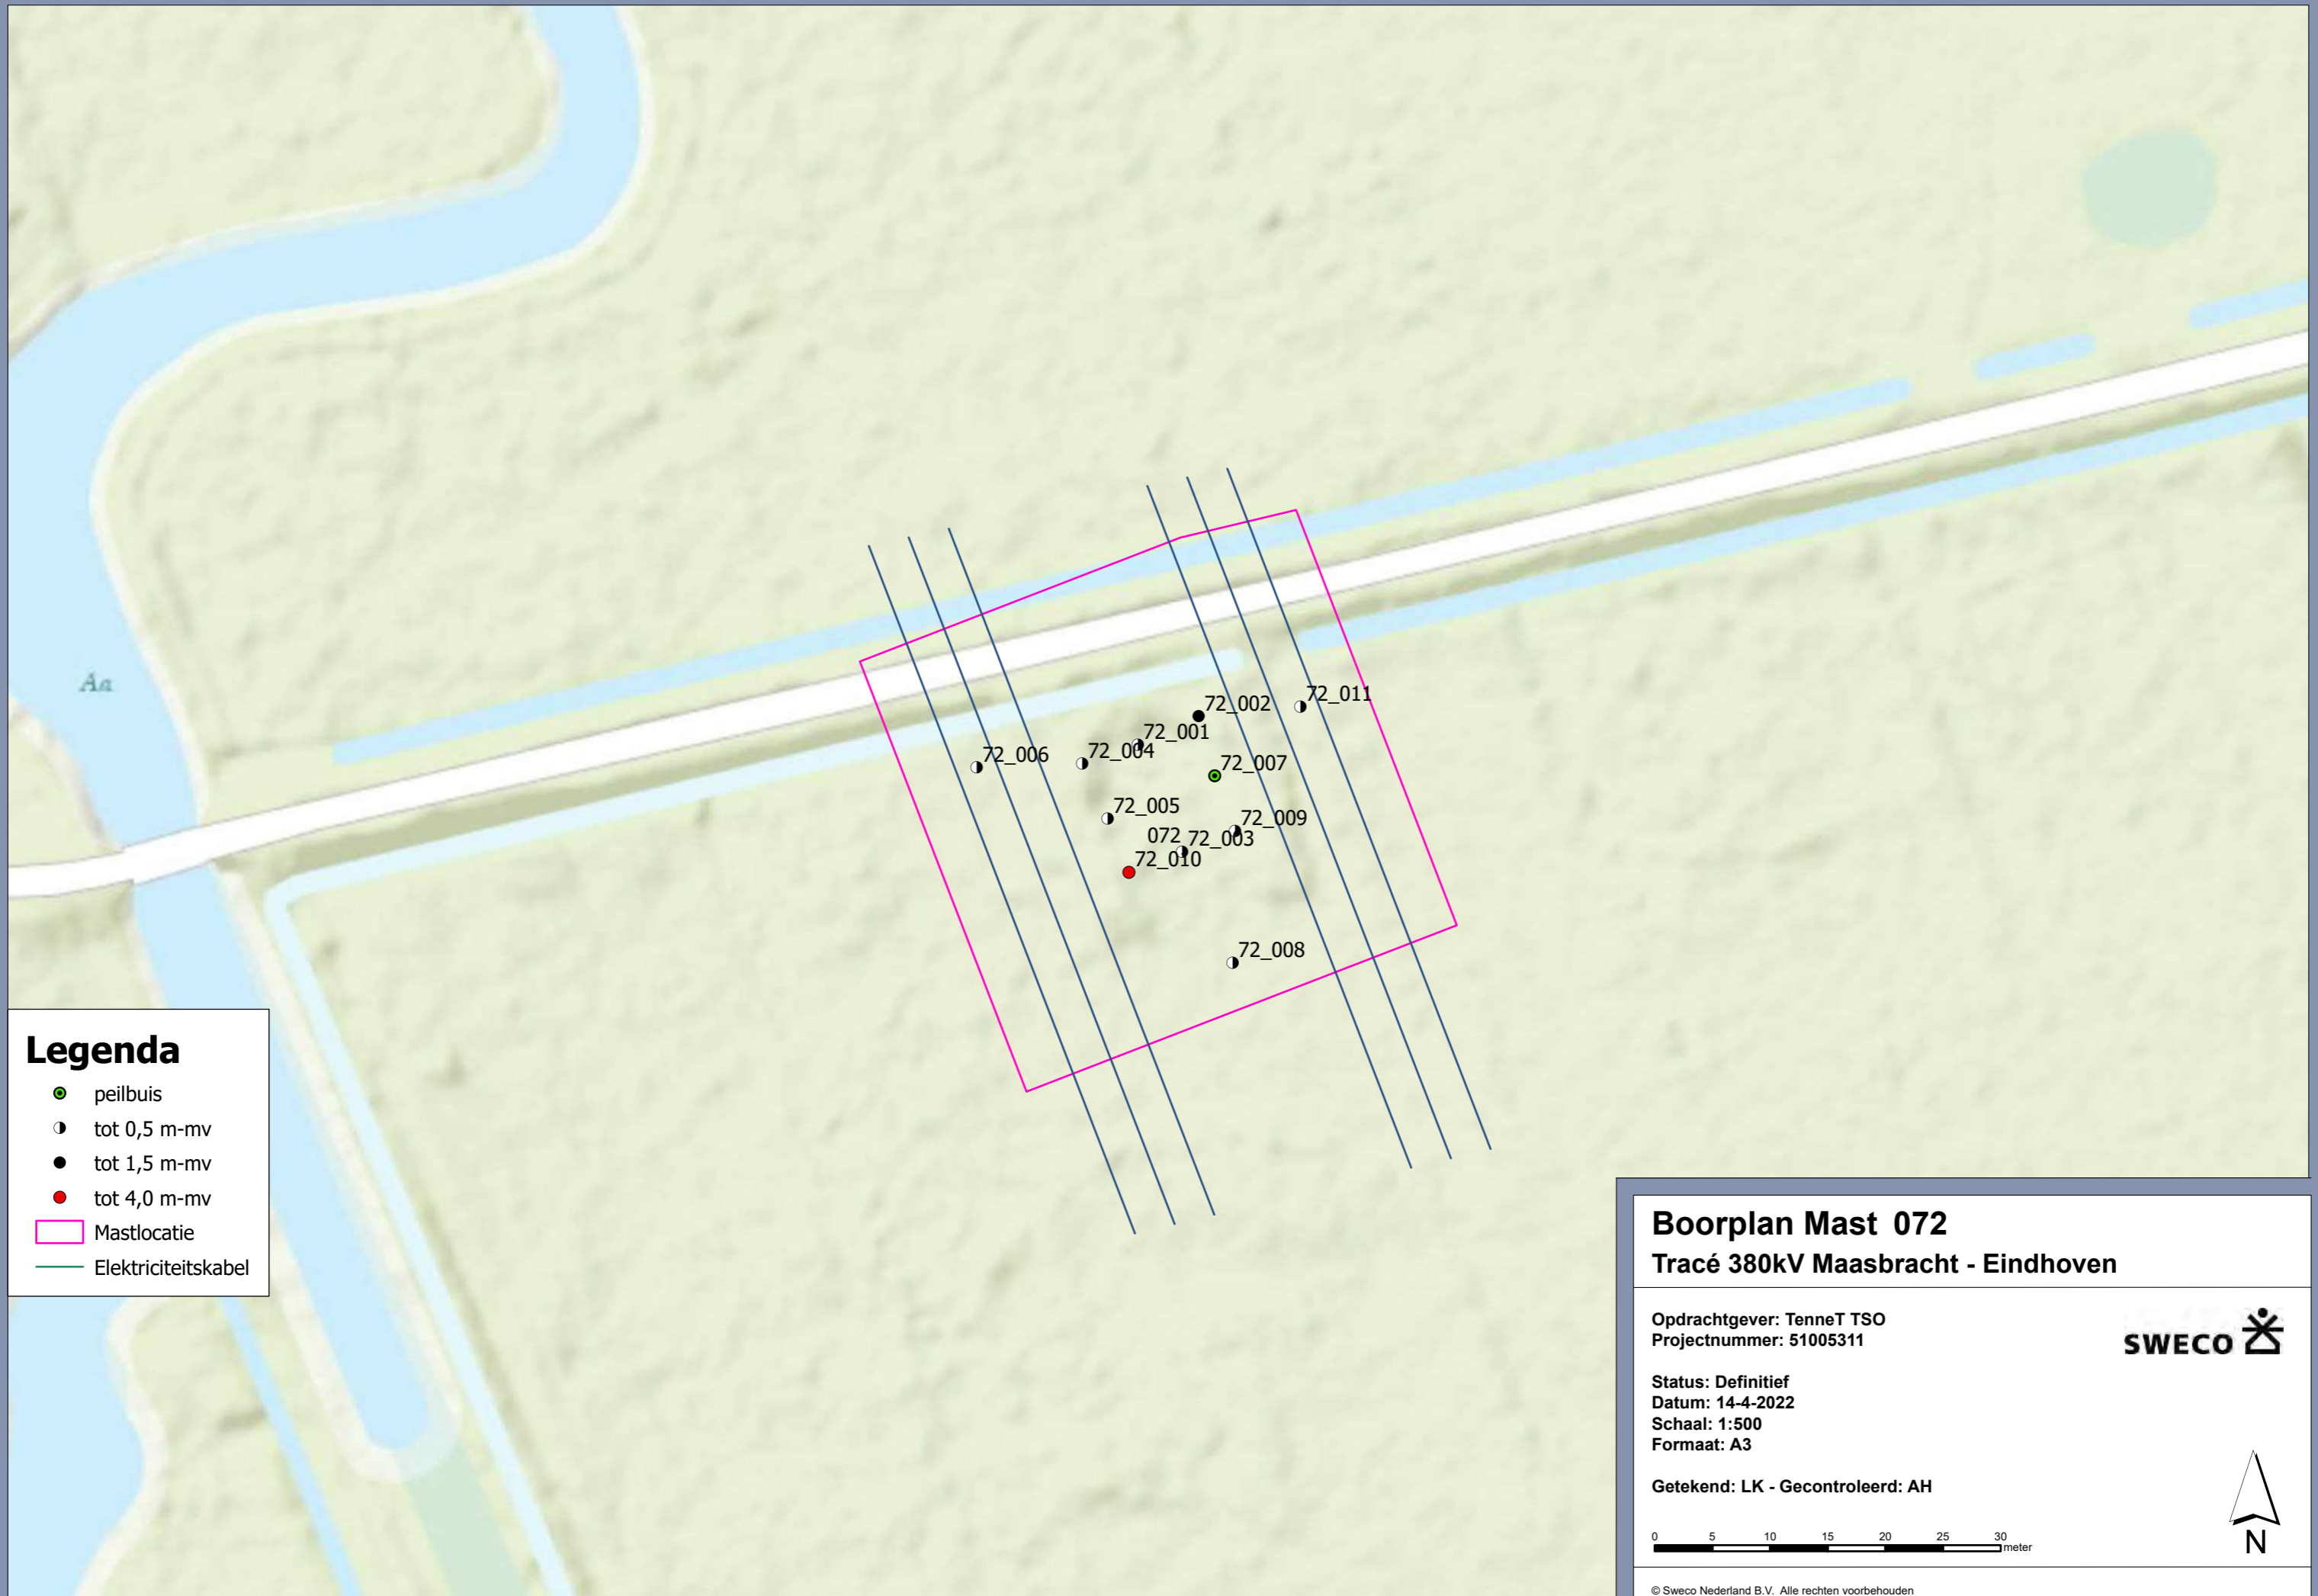 Aa
72_002
72_011
72_001
72_004
72_006
72_007
72_005
72_009
072
72_003
72_010
72_008
Legenda
peilbuis
tot 0,5 m-mv
tot 1,5 m-mv
tot 4,0 m-mv
Mastlocatie
Elektriciteitskabel
Boorplan Mast 072
Tracé 380kV Maasbracht - Eindhoven
Opdrachtgever: TenneT TSO
Projectnummer: 51005311
SWECO
Status: Definitief
Datum: 14-4-2022
Schaal: 1:500
Formaat: A3
Getekend: LK - Gecontroleerd: AH
0 5 10 15 20 25 30
meter
N
© Sweco Nederland B.V. Alle rechten voorbehouden